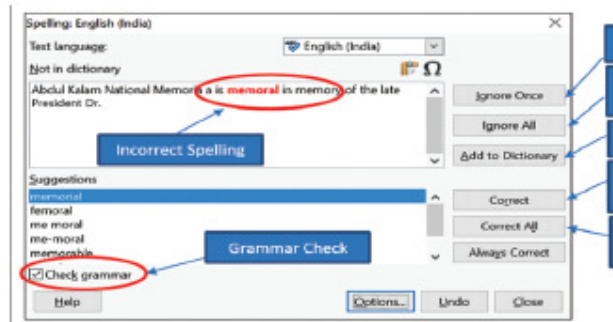 Spelling: English (India)
Text language: English (India)
Not in dictionary
Abdul Kalam National Memoria a is memoral in memory of the late
President Dr.
Incorrect Spelling
Ignore Once
Ignore All
Add to Dictionary
Suggestions
memorial
femoral
me moral
me-moral
memorable
Grammar Check
Correct
Correct All
Always Correct
Check grammar
Help
Options...
Undo
Close